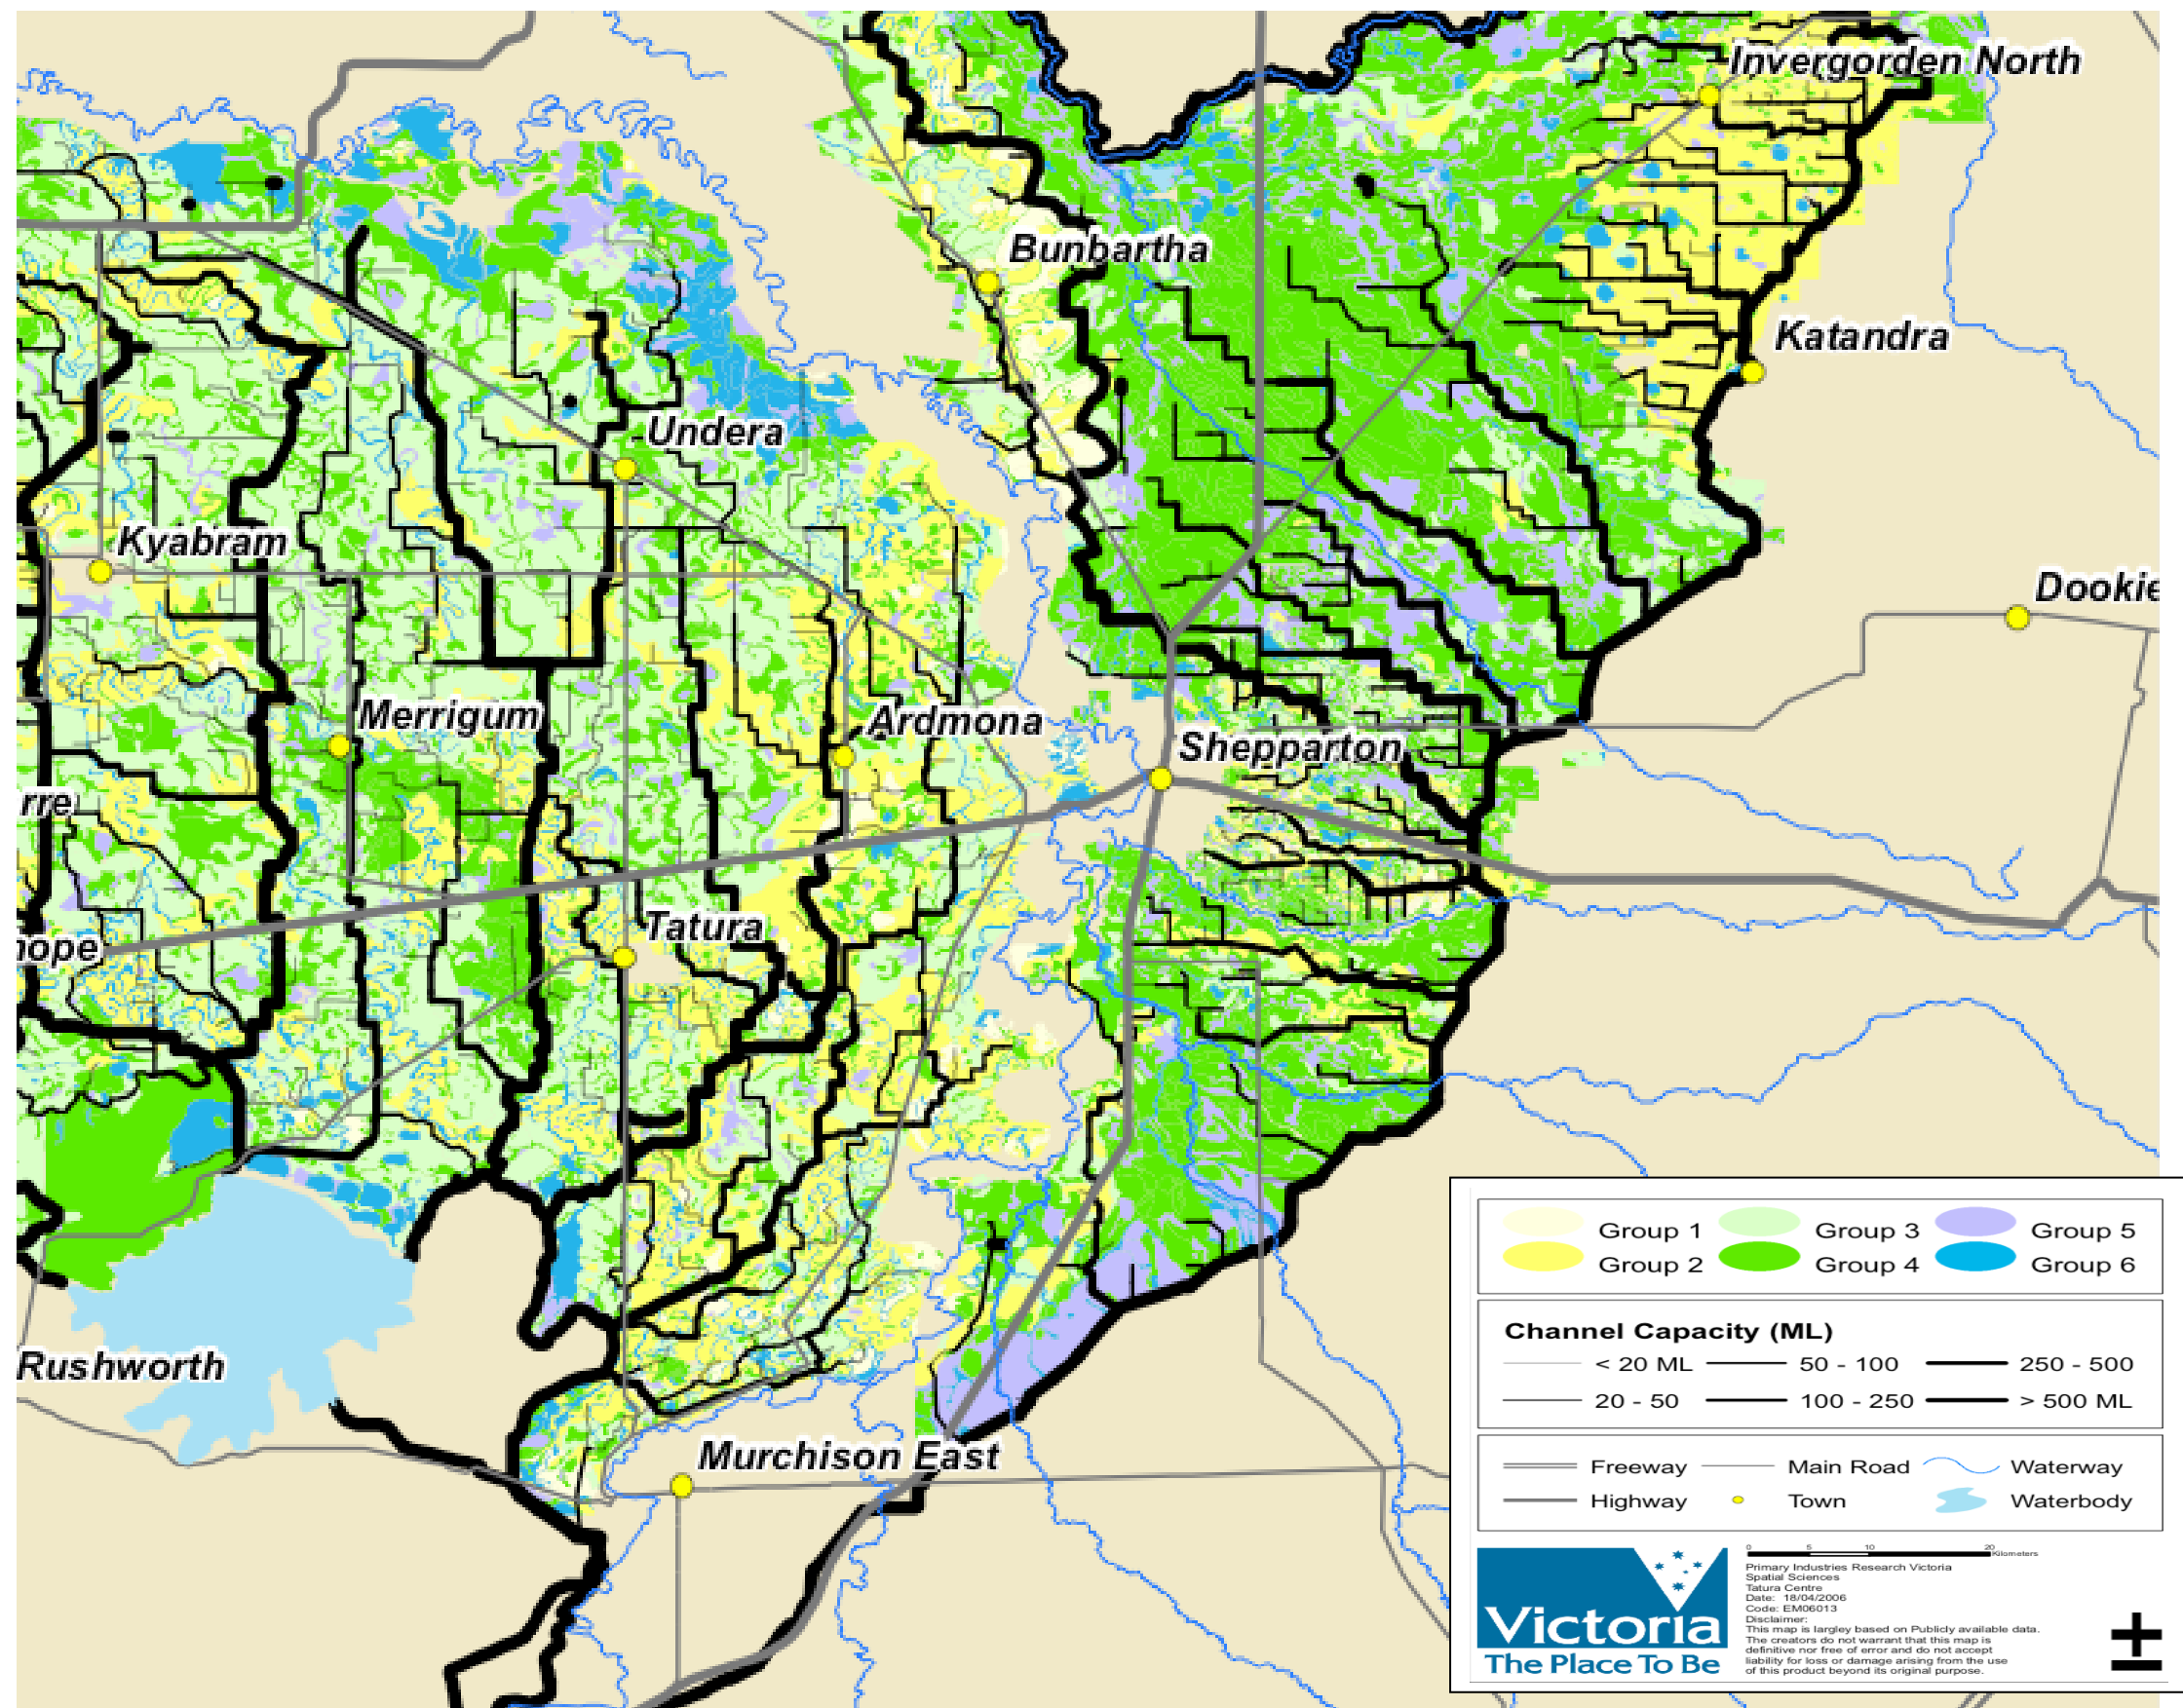 Invergorden North
Bunbartha
Katandra
Undera
Kyabram
Dookie
Merrigum
Ardmona
Shepparton
rre
Tatura
hope
Rushworth
Murchison East
Group 1 Group 3 Group 5
Group 2 Group 4 Group 6
Channel Capacity (ML)
< 20 ML 50 - 100 250 - 500
20 - 50 100 - 250 > 500 ML
Freeway Main Road Waterway
Highway Town Waterbody
0 5 10 20
Kilometers
Primary Industries Research Victoria
Spatial Sciences
Tatura Centre
Date: 18/04/2006
Code: EM06013
Disclaimer:
This map is largley based on Publicly available data.
The creators do not warrant that this map is
definitive nor free of error and do not accept
liability for loss or damage arising from the use
of this product beyond its original purpose.
Victoria
The Place To Be